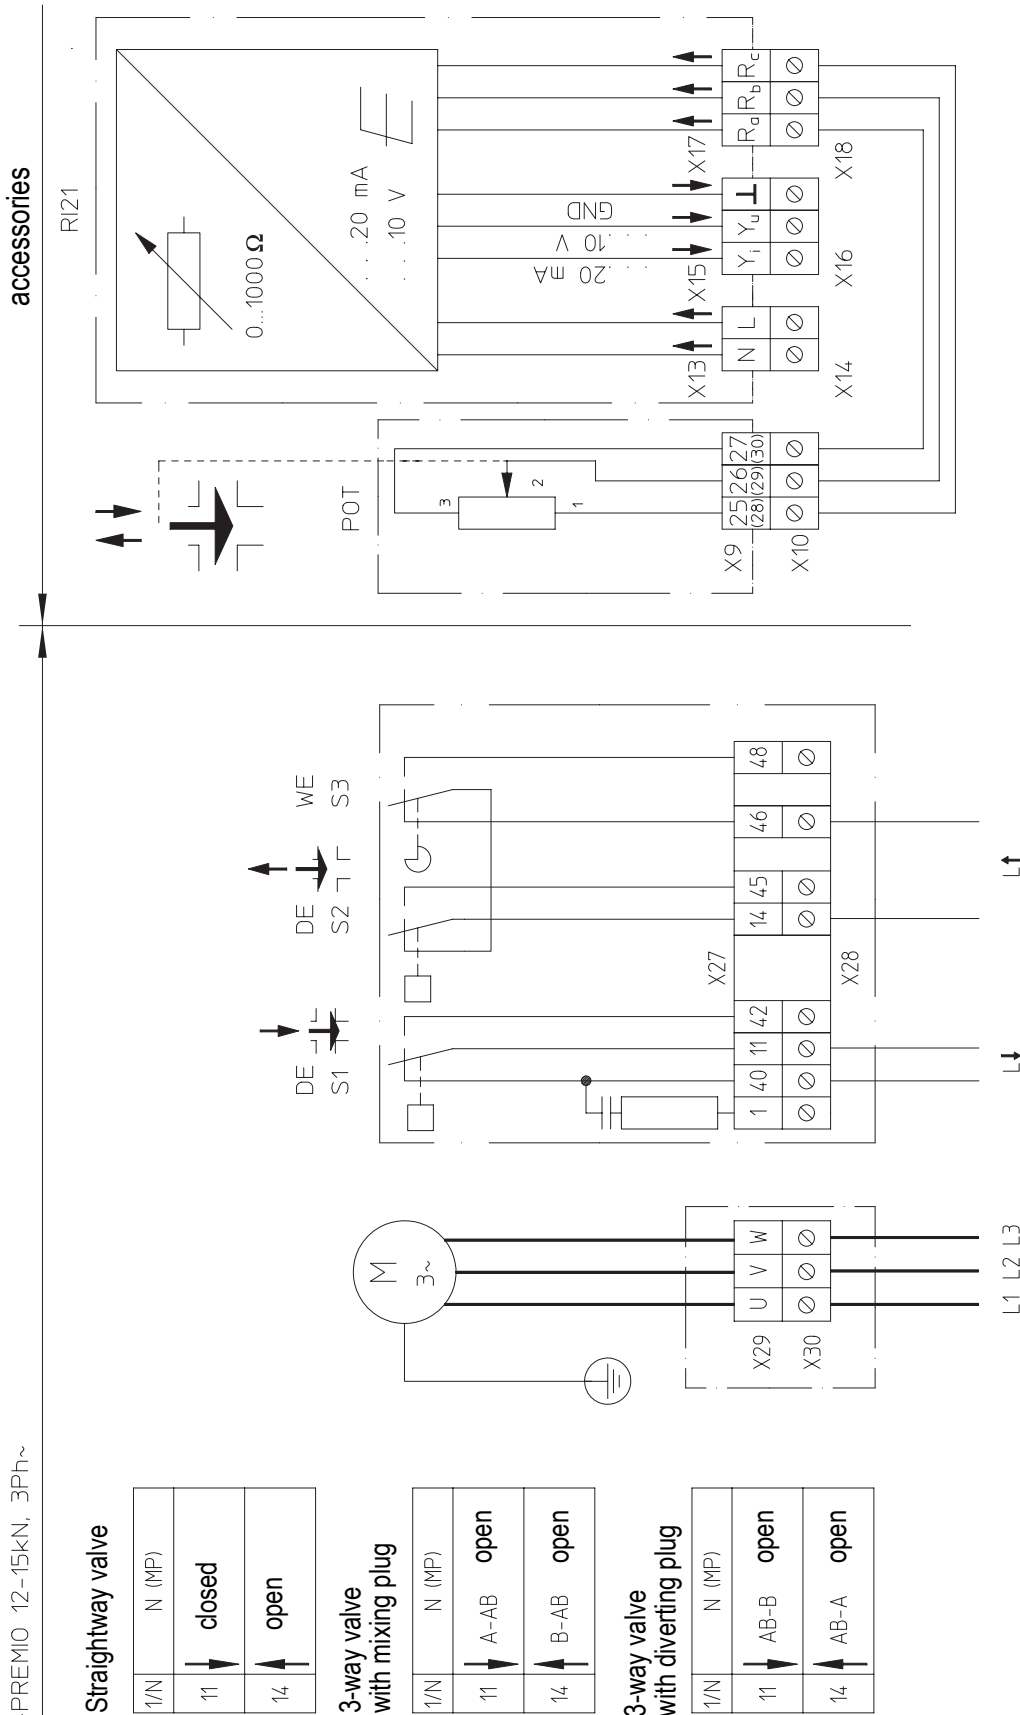 -PREMIO 12-15kN, 3Ph~
accessories
Straightway valve
1/N N (MP)
11 closed
14 open
3-way valve
with mixing plug
1/N N (MP)
11 A-AB open
14 B-AB open
3-way valve
with diverting plug
1/N N (MP)
11 AB-B open
14 AB-A open
M
3~
X29
U V W
X30
L1 L2 L3
DE DE WE
S1 S2 S3
X27
1 40 11 42 14 45 46 48
X28
L L
POT
3
2
1
X9
25 26 27
(28) (29) (30)
X10
RI21
0...1000Ω
...20 mA
...10 V
....20 mA
....10 V
GND
X13 X15 X17
N L Yi Yu ⊥ Ra Rb Rc
X14 X16 X18